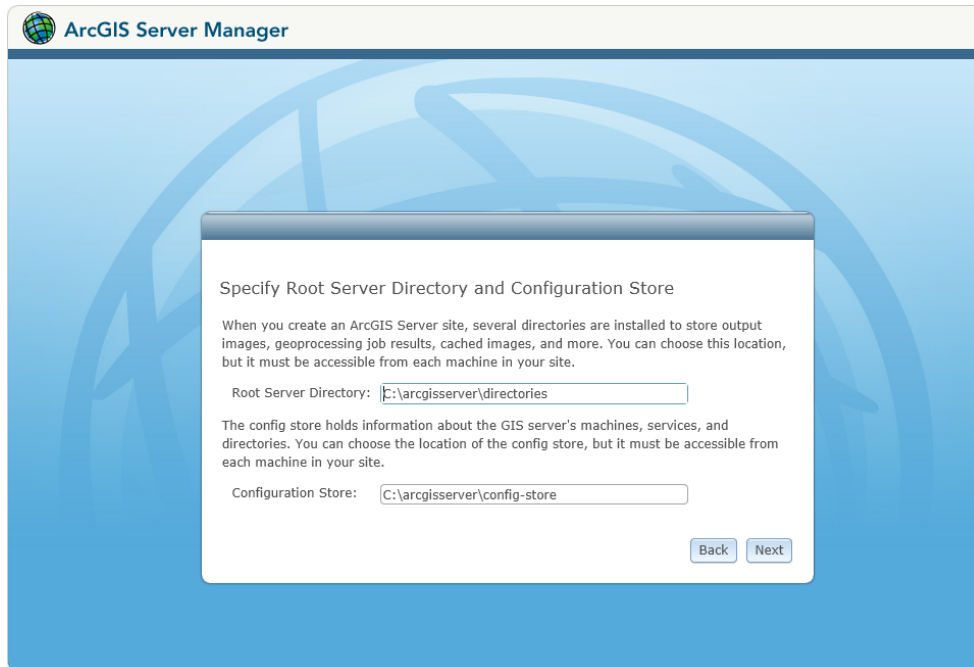 ArcGIS Server Manager
Specify Root Server Directory and Configuration Store
When you create an ArcGIS Server site, several directories are installed to store output
images, geoprocessing job results, cached images, and more. You can choose this location,
but it must be accessible from each machine in your site.
Root Server Directory: C:\arcgisserver\directories
The config store holds information about the GIS server's machines, services, and
directories. You can choose the location of the config store, but it must be accessible from
each machine in your site.
Configuration Store: C:\arcgisserver\config-store
Back Next